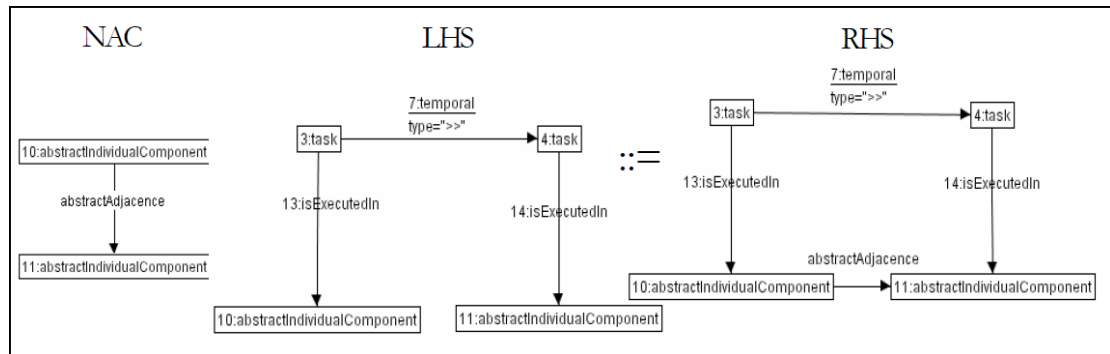 NAC
LHS
RHS
10:abstractIndividualComponent
abstractAdjacence
11:abstractIndividualComponent
7:temporal
type=">>"
3:task
4:task
13:isExecutedIn
14:isExecutedIn
10:abstractIndividualComponent
11:abstractIndividualComponent
::=
7:temporal
type=">>"
3:task
4:task
13:isExecutedIn
14:isExecutedIn
abstractAdjacence
10:abstractIndividualComponent
11:abstractIndividualComponent